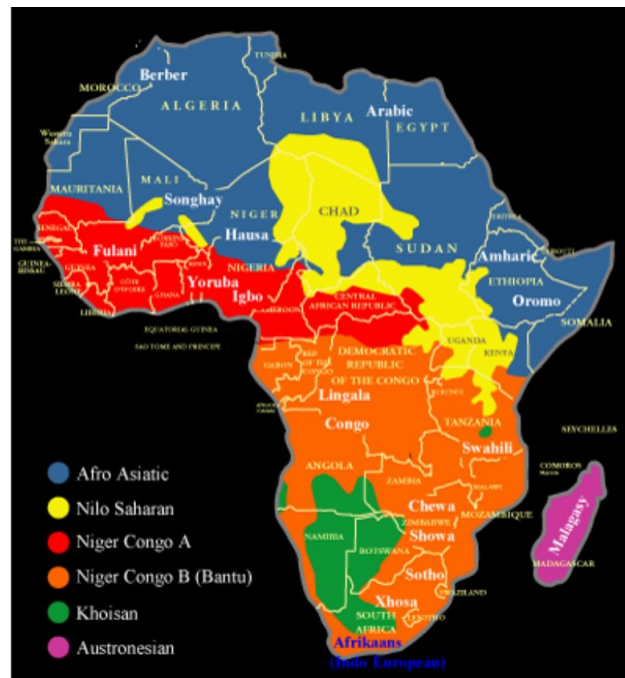 TUNISIA
Berber
MOROCCO
ALGERIA
LIBYA
Arabic
EGYPT
Western
Sahara
MAURITANIA
MALI
Songhay
NIGER
CHAD
ERITREA
SENEGAL
THE
GAMBIA
BURKINA
FASO
Hausa
SUDAN
Amharic
DJIBOUTI
Fulani
GUINEA-
BISSAU
GUINEA
BENIN
NIGERIA
ETHIOPIA
SIERRA
LEONE
CÔTE
D'IVOIRE
GHANA
Yoruba
Igbo
CENTRAL
AFRICAN REPUBLIC
Oromo
LIBERIA
CAMEROON
SOMALIA
EQUATORIAL GUINEA
SAO TOME AND PRINCIPE
UGANDA
KENYA
GABON
REP
OF THE
CONGO
DEMOCRATIC
REPUBLIC
OF THE CONGO
Lingala
BURUNDI
ANGOLA
Congo
TANZANIA
SEYCHELLES
Swahili
ANGOLA
COMOROS
ZAMBIA
MALAWI
Chewa
MOZAMBIQUE
ZIMBABWE
Malagasy
NAMIBIA
Showa
BOTSWANA
MADAGASCAR
Sotho
SWAZILAND
Xhosa
SOUTH
AFRICA
LESOTHO
Afrikaans
(Indo European)
Afro Asiatic
Nilo Saharan
Niger Congo A
Niger Congo B (Bantu)
Khoisan
Austronesian